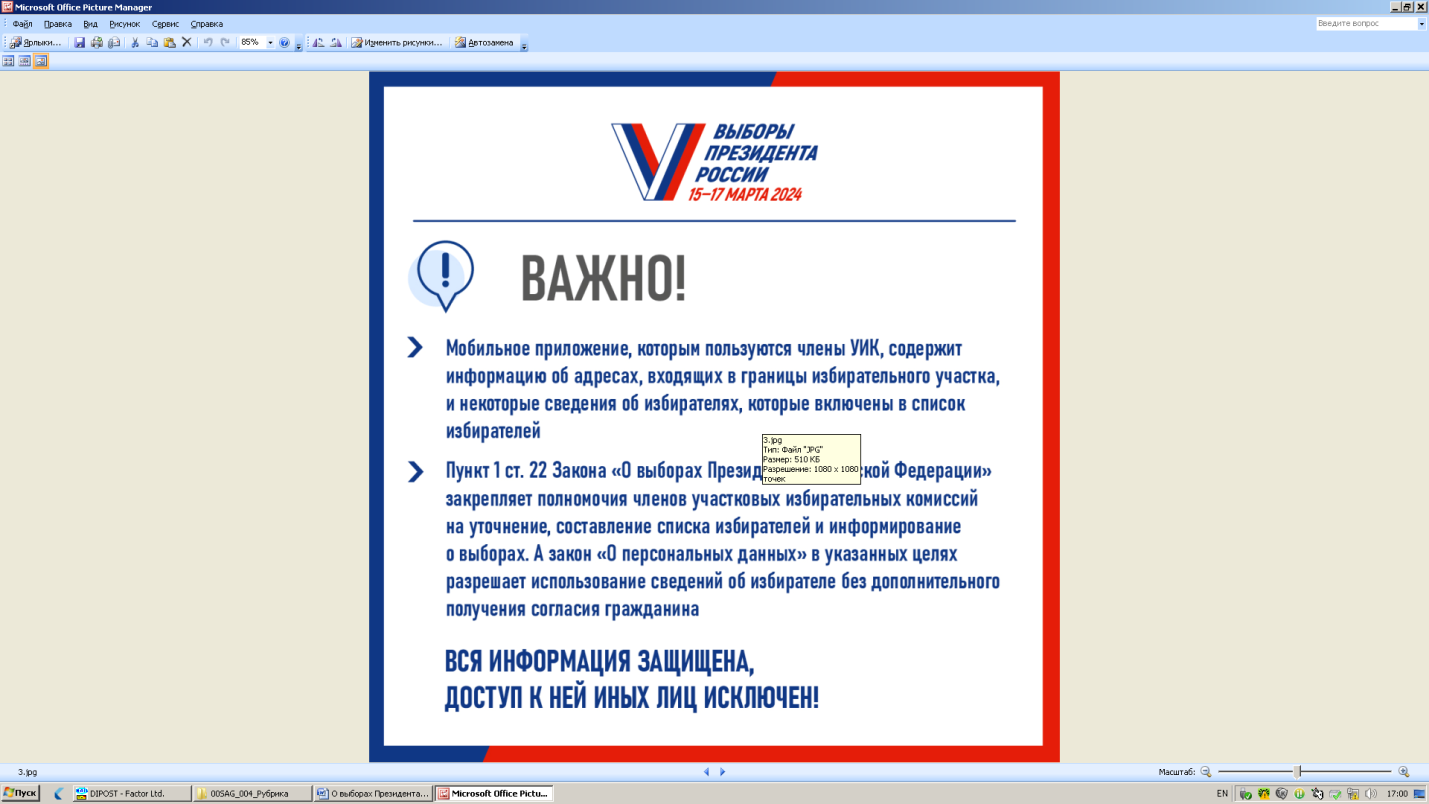 Microsoft Office Picture Manager
Файл Правка Вид Рисунок Сервис Справка
Введите вопрос
Ярлыки... 85% Изменить рисунки... Автозамена
ВЫБОРЫ
ПРЕЗИДЕНТА
РОССИИ
15–17 МАРТА 2024
ВАЖНО!
Мобильное приложение, которым пользуются члены УИК, содержит
информацию об адресах, входящих в границы избирательного участка,
и некоторые сведения об избирателях, которые включены в список
избирателей
3.jpg
Тип: Файл "JPG"
Размер: 510 КБ
Разрешение: 1080 x 1080
точек
Пункт 1 ст. 22 Закона «О выборах Презид ской Федерации»
закрепляет полномочия членов участковых избирательных комиссий
на уточнение, составление списка избирателей и информирование
о выборах. А закон «О персональных данных» в указанных целях
разрешает использование сведений об избирателе без дополнительного
получения согласия гражданина
ВСЯ ИНФОРМАЦИЯ ЗАЩИЩЕНА,
ДОСТУП К НЕЙ ИНЫХ ЛИЦ ИСКЛЮЧЕН!
3.jpg
Масштаб:
Пуск DIPOST - Factor Ltd. 00SAG_004_Рубрика О выборах Президента... Microsoft Office Pictu... EN 17:00